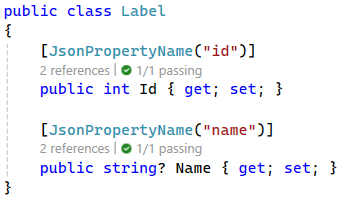 public class Label
{
    [JsonPropertyName("id")]
    2 references | 1/1 passing
    public int Id { get; set; }

    [JsonPropertyName("name")]
    2 references | 1/1 passing
    public string? Name { get; set; }
}